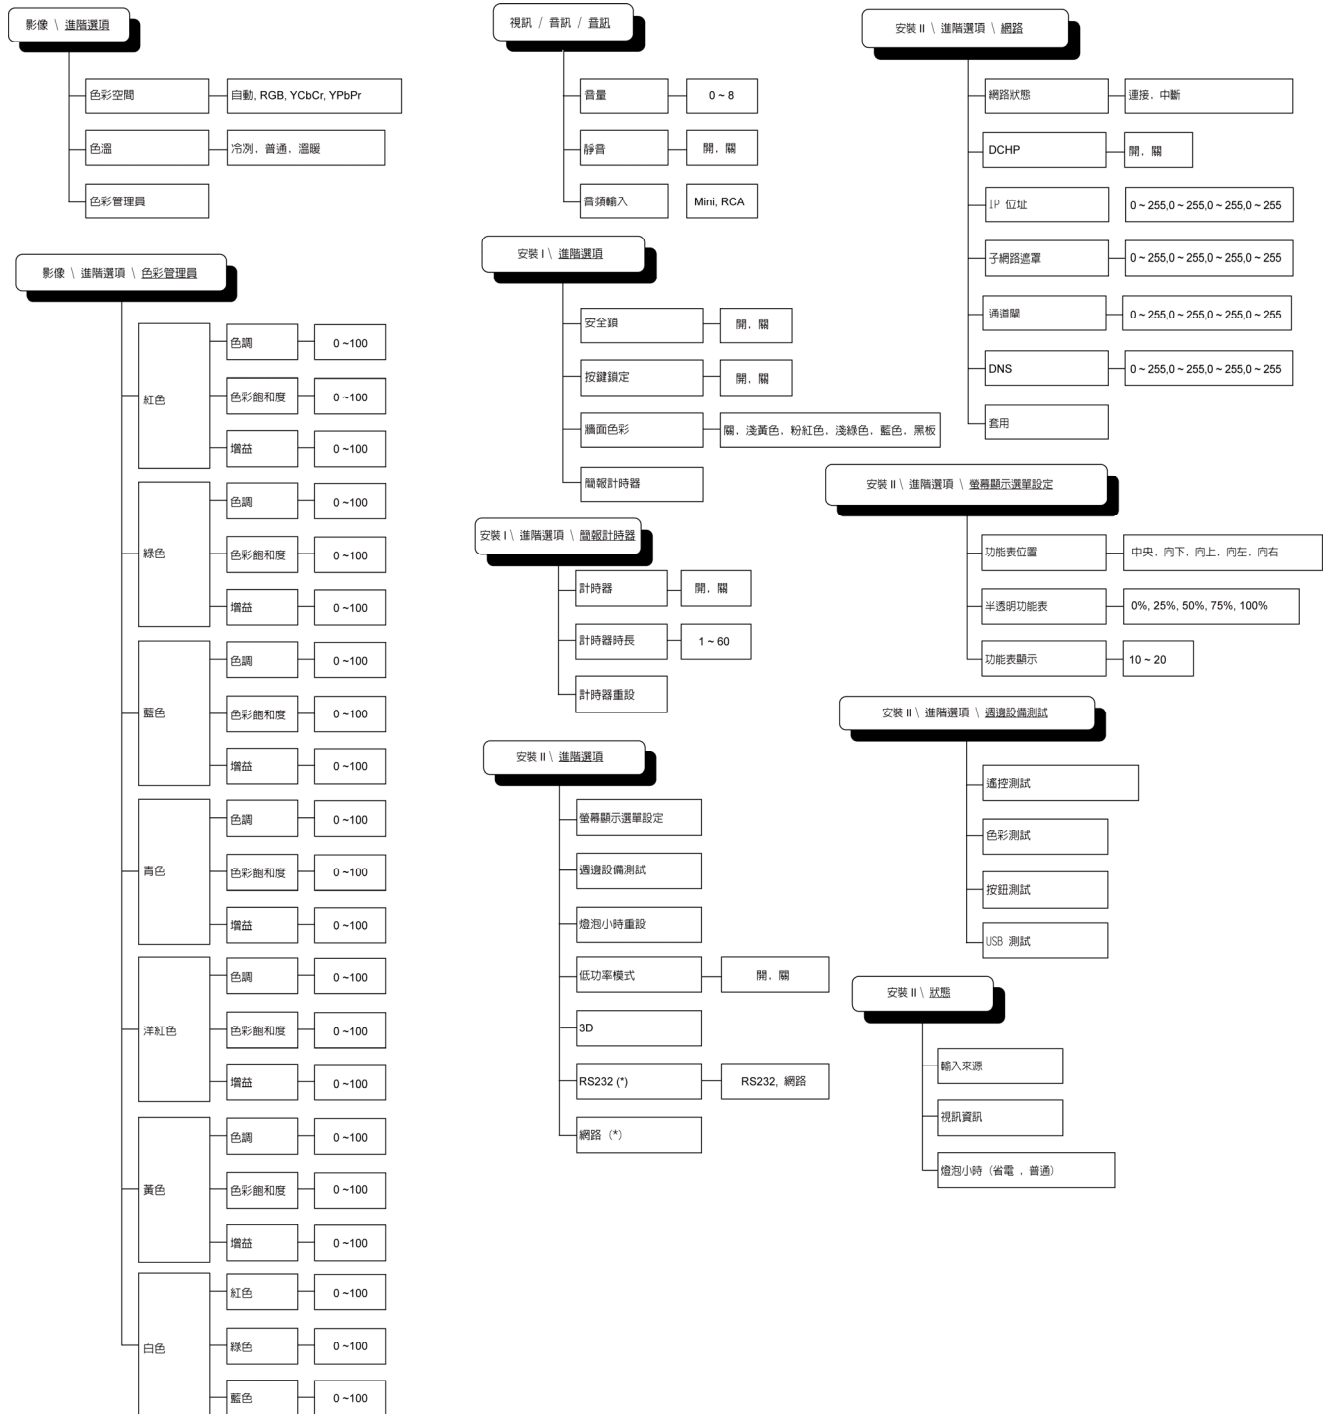 影像 \ 進階選項
色彩空間 自動, RGB, YCbCr, YPbPr
色溫 冷冽, 普通, 溫暖
色彩管理員
影像 \ 進階選項 \ 色彩管理員
紅色
色調 0 ~100
色彩飽和度 0 ~100
增益 0 ~100
綠色
色調 0 ~100
色彩飽和度 0 ~100
增益 0 ~100
藍色
色調 0 ~100
色彩飽和度 0 ~100
增益 0 ~100
青色
色調 0 ~100
色彩飽和度 0 ~100
增益 0 ~100
洋紅色
色調 0 ~100
色彩飽和度 0 ~100
增益 0 ~100
黃色
色調 0 ~100
色彩飽和度 0 ~100
增益 0 ~100
白色
紅色 0 ~100
綠色 0 ~100
藍色 0 ~100
視訊 / 音訊 / 音訊
音量 0 ~ 8
靜音 開, 關
音頻輸入 Mini, RCA
安裝 I \ 進階選項
安全鎖 開, 關
按鍵鎖定 開, 關
牆面色彩 關, 淺黃色, 粉紅色, 淺綠色, 藍色, 黑板
簡報計時器
安裝 I \ 進階選項 \ 簡報計時器
計時器 開, 關
計時器時長 1 ~ 60
計時器重設
安裝 II \ 進階選項
螢幕顯示選單設定
週邊設備測試
燈泡小時重設
低功率模式 開, 關
3D
RS232 (*) RS232, 網路
網路 (*)
安裝 II \ 進階選項 \ 網路
網路狀態 連接, 中斷
DCHP 開, 關
IP 位址 0 ~ 255,0 ~ 255,0 ~ 255,0 ~ 255
子網路遮罩 0 ~ 255,0 ~ 255,0 ~ 255,0 ~ 255
通道閘 0 ~ 255,0 ~ 255,0 ~ 255,0 ~ 255
DNS 0 ~ 255,0 ~ 255,0 ~ 255,0 ~ 255
套用
安裝 II \ 進階選項 \ 螢幕顯示選單設定
功能表位置 中央, 向下, 向上, 向左, 向右
半透明功能表 0%, 25%, 50%, 75%, 100%
功能表顯示 10 ~ 20
安裝 II \ 進階選項 \ 週邊設備測試
遙控測試
色彩測試
按鈕測試
USB 測試
安裝 II \ 狀態
輸入來源
視訊資訊
燈泡小時 (省電 , 普通)